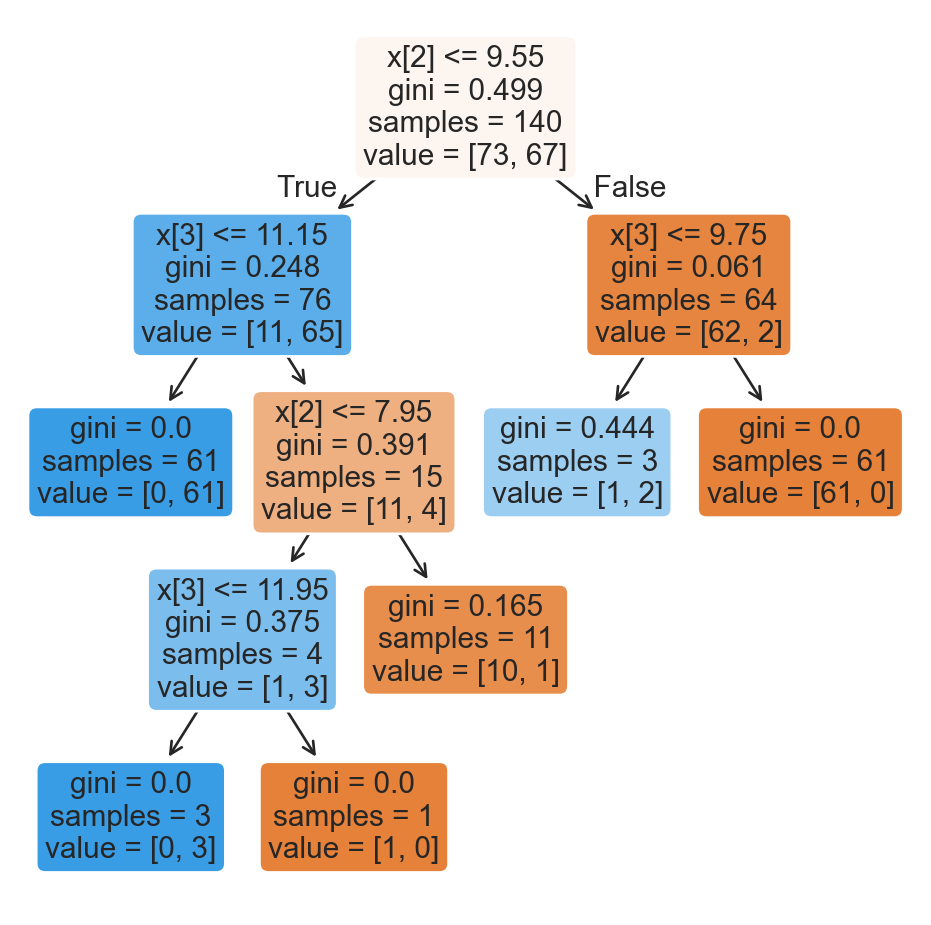 x[2] <= 9.55
gini = 0.499
samples = 140
value = [73, 67]
True
False
x[3] <= 11.15
gini = 0.248
samples = 76
value = [11, 65]
x[3] <= 9.75
gini = 0.061
samples = 64
value = [62, 2]
gini = 0.0
samples = 61
value = [0, 61]
x[2] <= 7.95
gini = 0.391
samples = 15
value = [11, 4]
gini = 0.444
samples = 3
value = [1, 2]
gini = 0.0
samples = 61
value = [61, 0]
x[3] <= 11.95
gini = 0.375
samples = 4
value = [1, 3]
gini = 0.165
samples = 11
value = [10, 1]
gini = 0.0
samples = 3
value = [0, 3]
gini = 0.0
samples = 1
value = [1, 0]